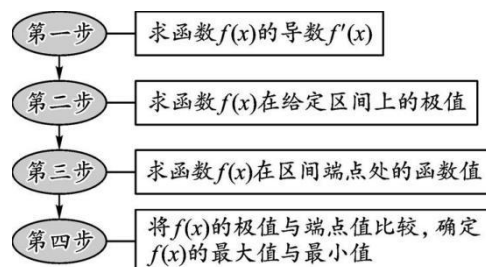 第一步 求函数f(x)的导数f′(x)
第二步 求函数f(x)在给定区间上的极值
第三步 求函数f(x)在区间端点处的函数值
第四步 将f(x)的极值与端点值比较，确定
f(x)的最大值与最小值